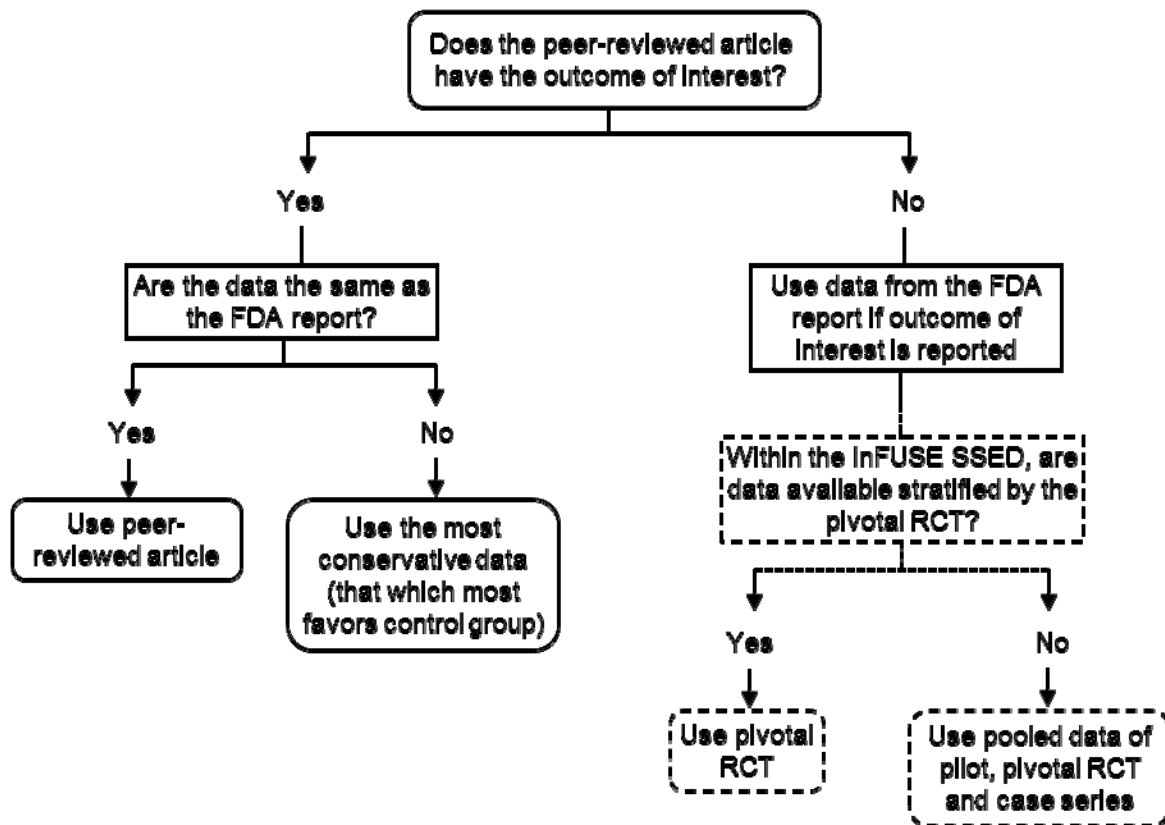 Does the peer-reviewed article
have the outcome of interest?
Yes
No
Are the data the same as
the FDA report?
Use data from the FDA
report if outcome of
interest is reported
Yes
No
Within the InFUSE SSED, are
data available stratified by the
pivotal RCT?
Use peer-
reviewed article
Use the most
conservative data
(that which most
favors control group)
Yes
No
Use pivotal
RCT
Use pooled data of
pilot, pivotal RCT
and case series